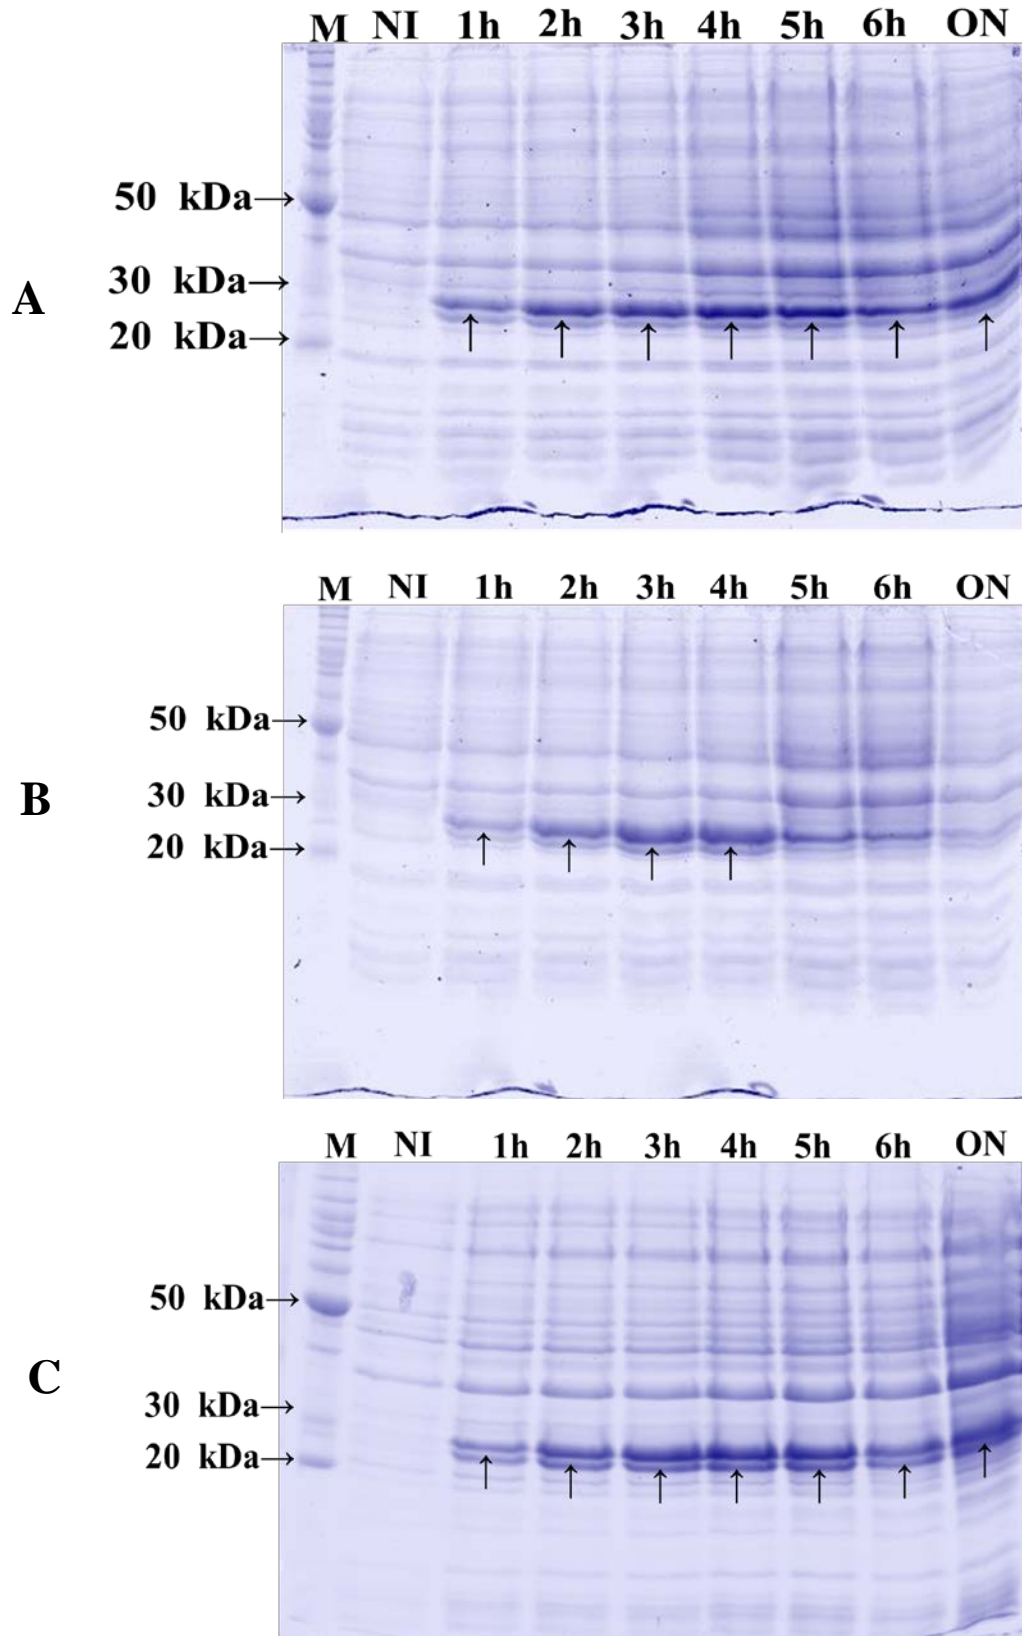 M NI 1h 2h 3h 4h 5h 6h ON
50 kDa→
A
30 kDa→
20 kDa→
↑ ↑ ↑ ↑ ↑ ↑ ↑
M NI 1h 2h 3h 4h 5h 6h ON
50 kDa→
B
30 kDa→
20 kDa→
↑ ↑ ↑ ↑
M NI 1h 2h 3h 4h 5h 6h ON
50 kDa→
C
30 kDa→
20 kDa→
↑ ↑ ↑ ↑ ↑ ↑ ↑